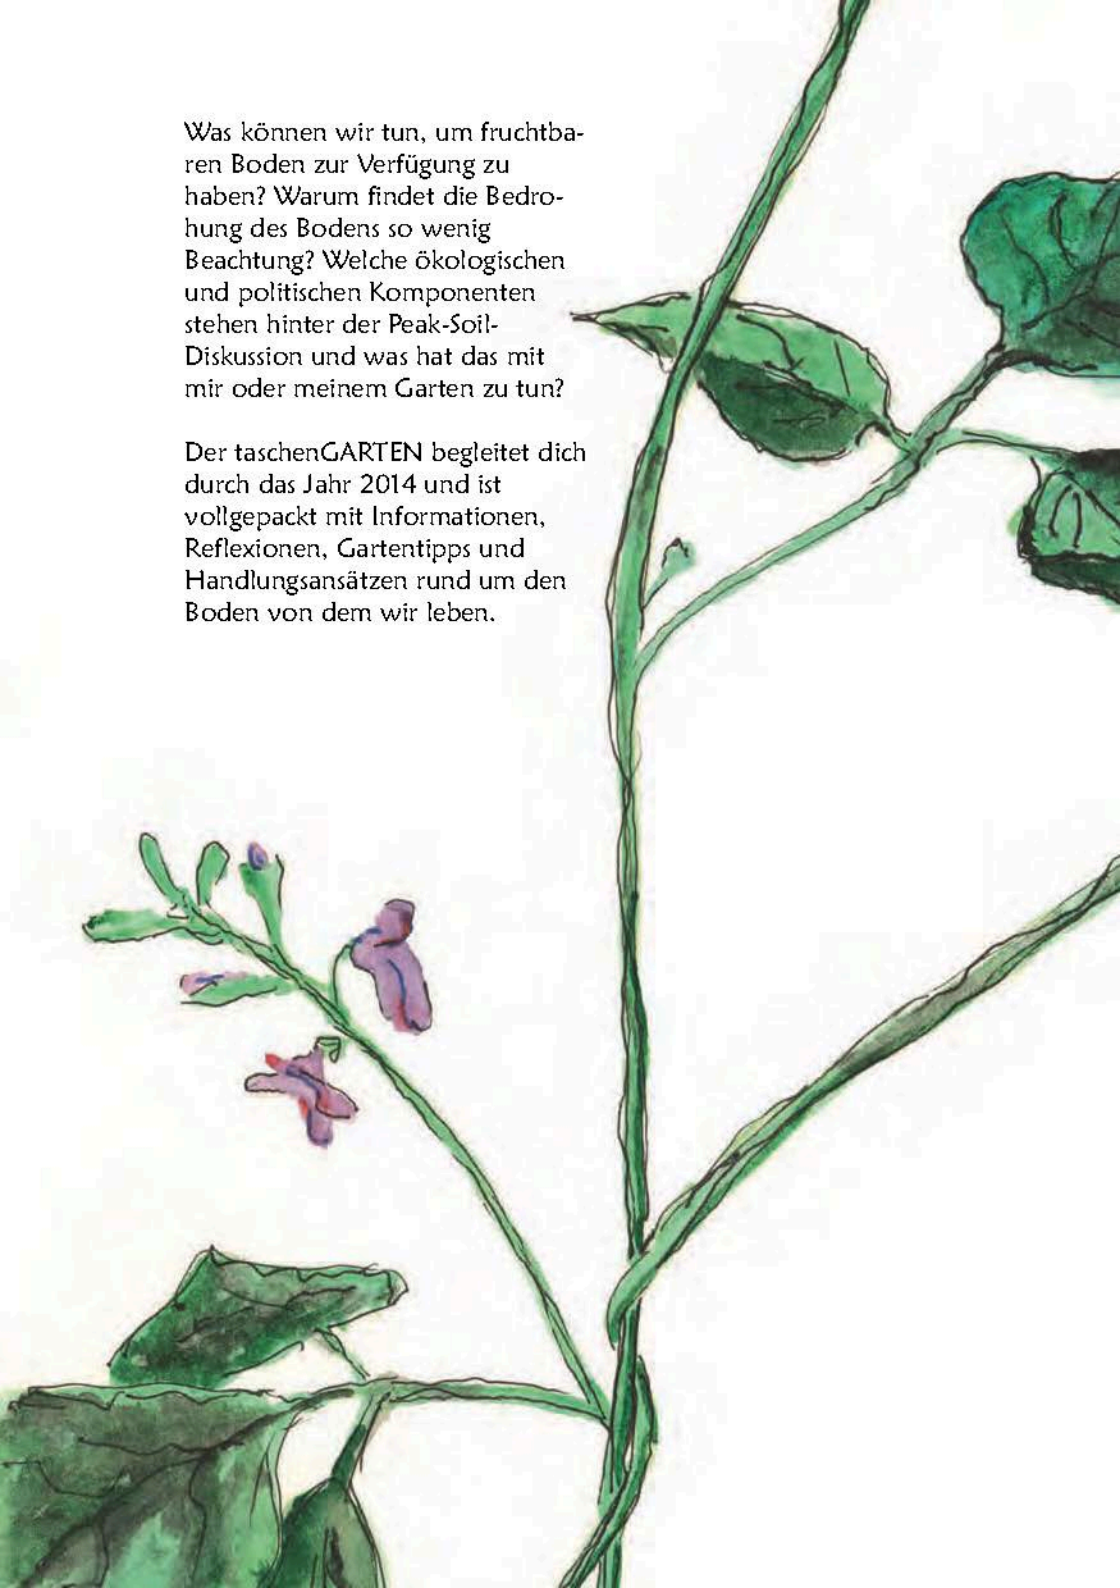 Was können wir tun, um fruchtba-
ren Boden zur Verfügung zu
haben? Warum findet die Bedro-
hung des Bodens so wenig
Beachtung? Welche ökologischen
und politischen Komponenten
stehen hinter der Peak-Soil-
Diskussion und was hat das mit
mir oder meinem Garten zu tun?

Der taschenGARTEN begleitet dich
durch das Jahr 2014 und ist
vollgepackt mit Informationen,
Reflexionen, Gartentipps und
Handlungsansätzen rund um den
Boden von dem wir leben.